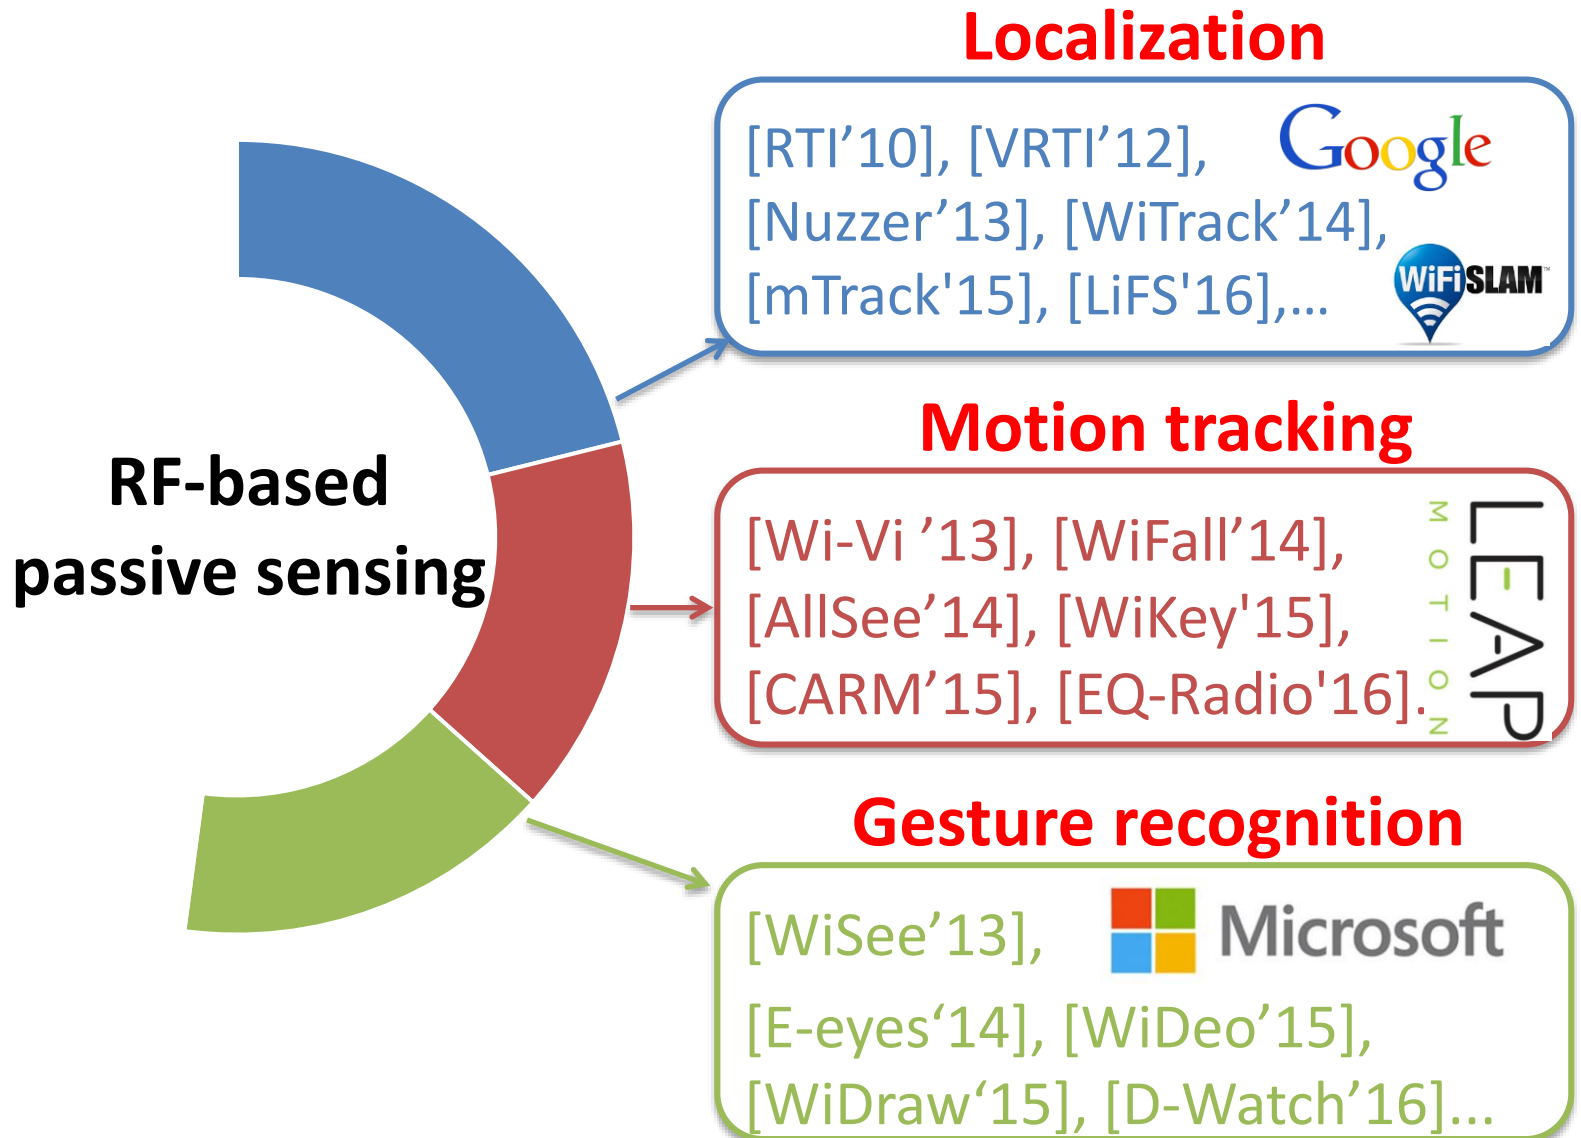 Localization
[RTI’10], [VRTI’12],
Google
[Nuzzer’13], [WiTrack’14],
[mTrack'15], [LiFS'16],...
WiFiSLAM™
RF-based
passive sensing
Motion tracking
[Wi-Vi ’13], [WiFall’14],
[AllSee’14], [WiKey'15],
[CARM’15], [EQ-Radio'16].
LEAP
MOTION
Gesture recognition
[WiSee’13],
Microsoft
[E-eyes‘14], [WiDeo’15],
[WiDraw‘15], [D-Watch’16]...